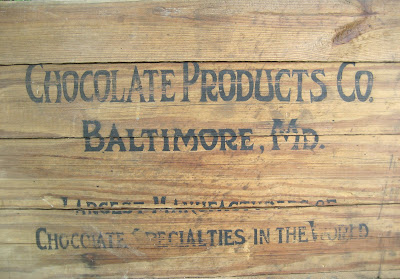 CHOCOLATE PRODUCTS CO.
BALTIMORE, MD.
LARGEST MANUFACTURERS OF
CHOCOLATE SPECIALTIES IN THE WORLD